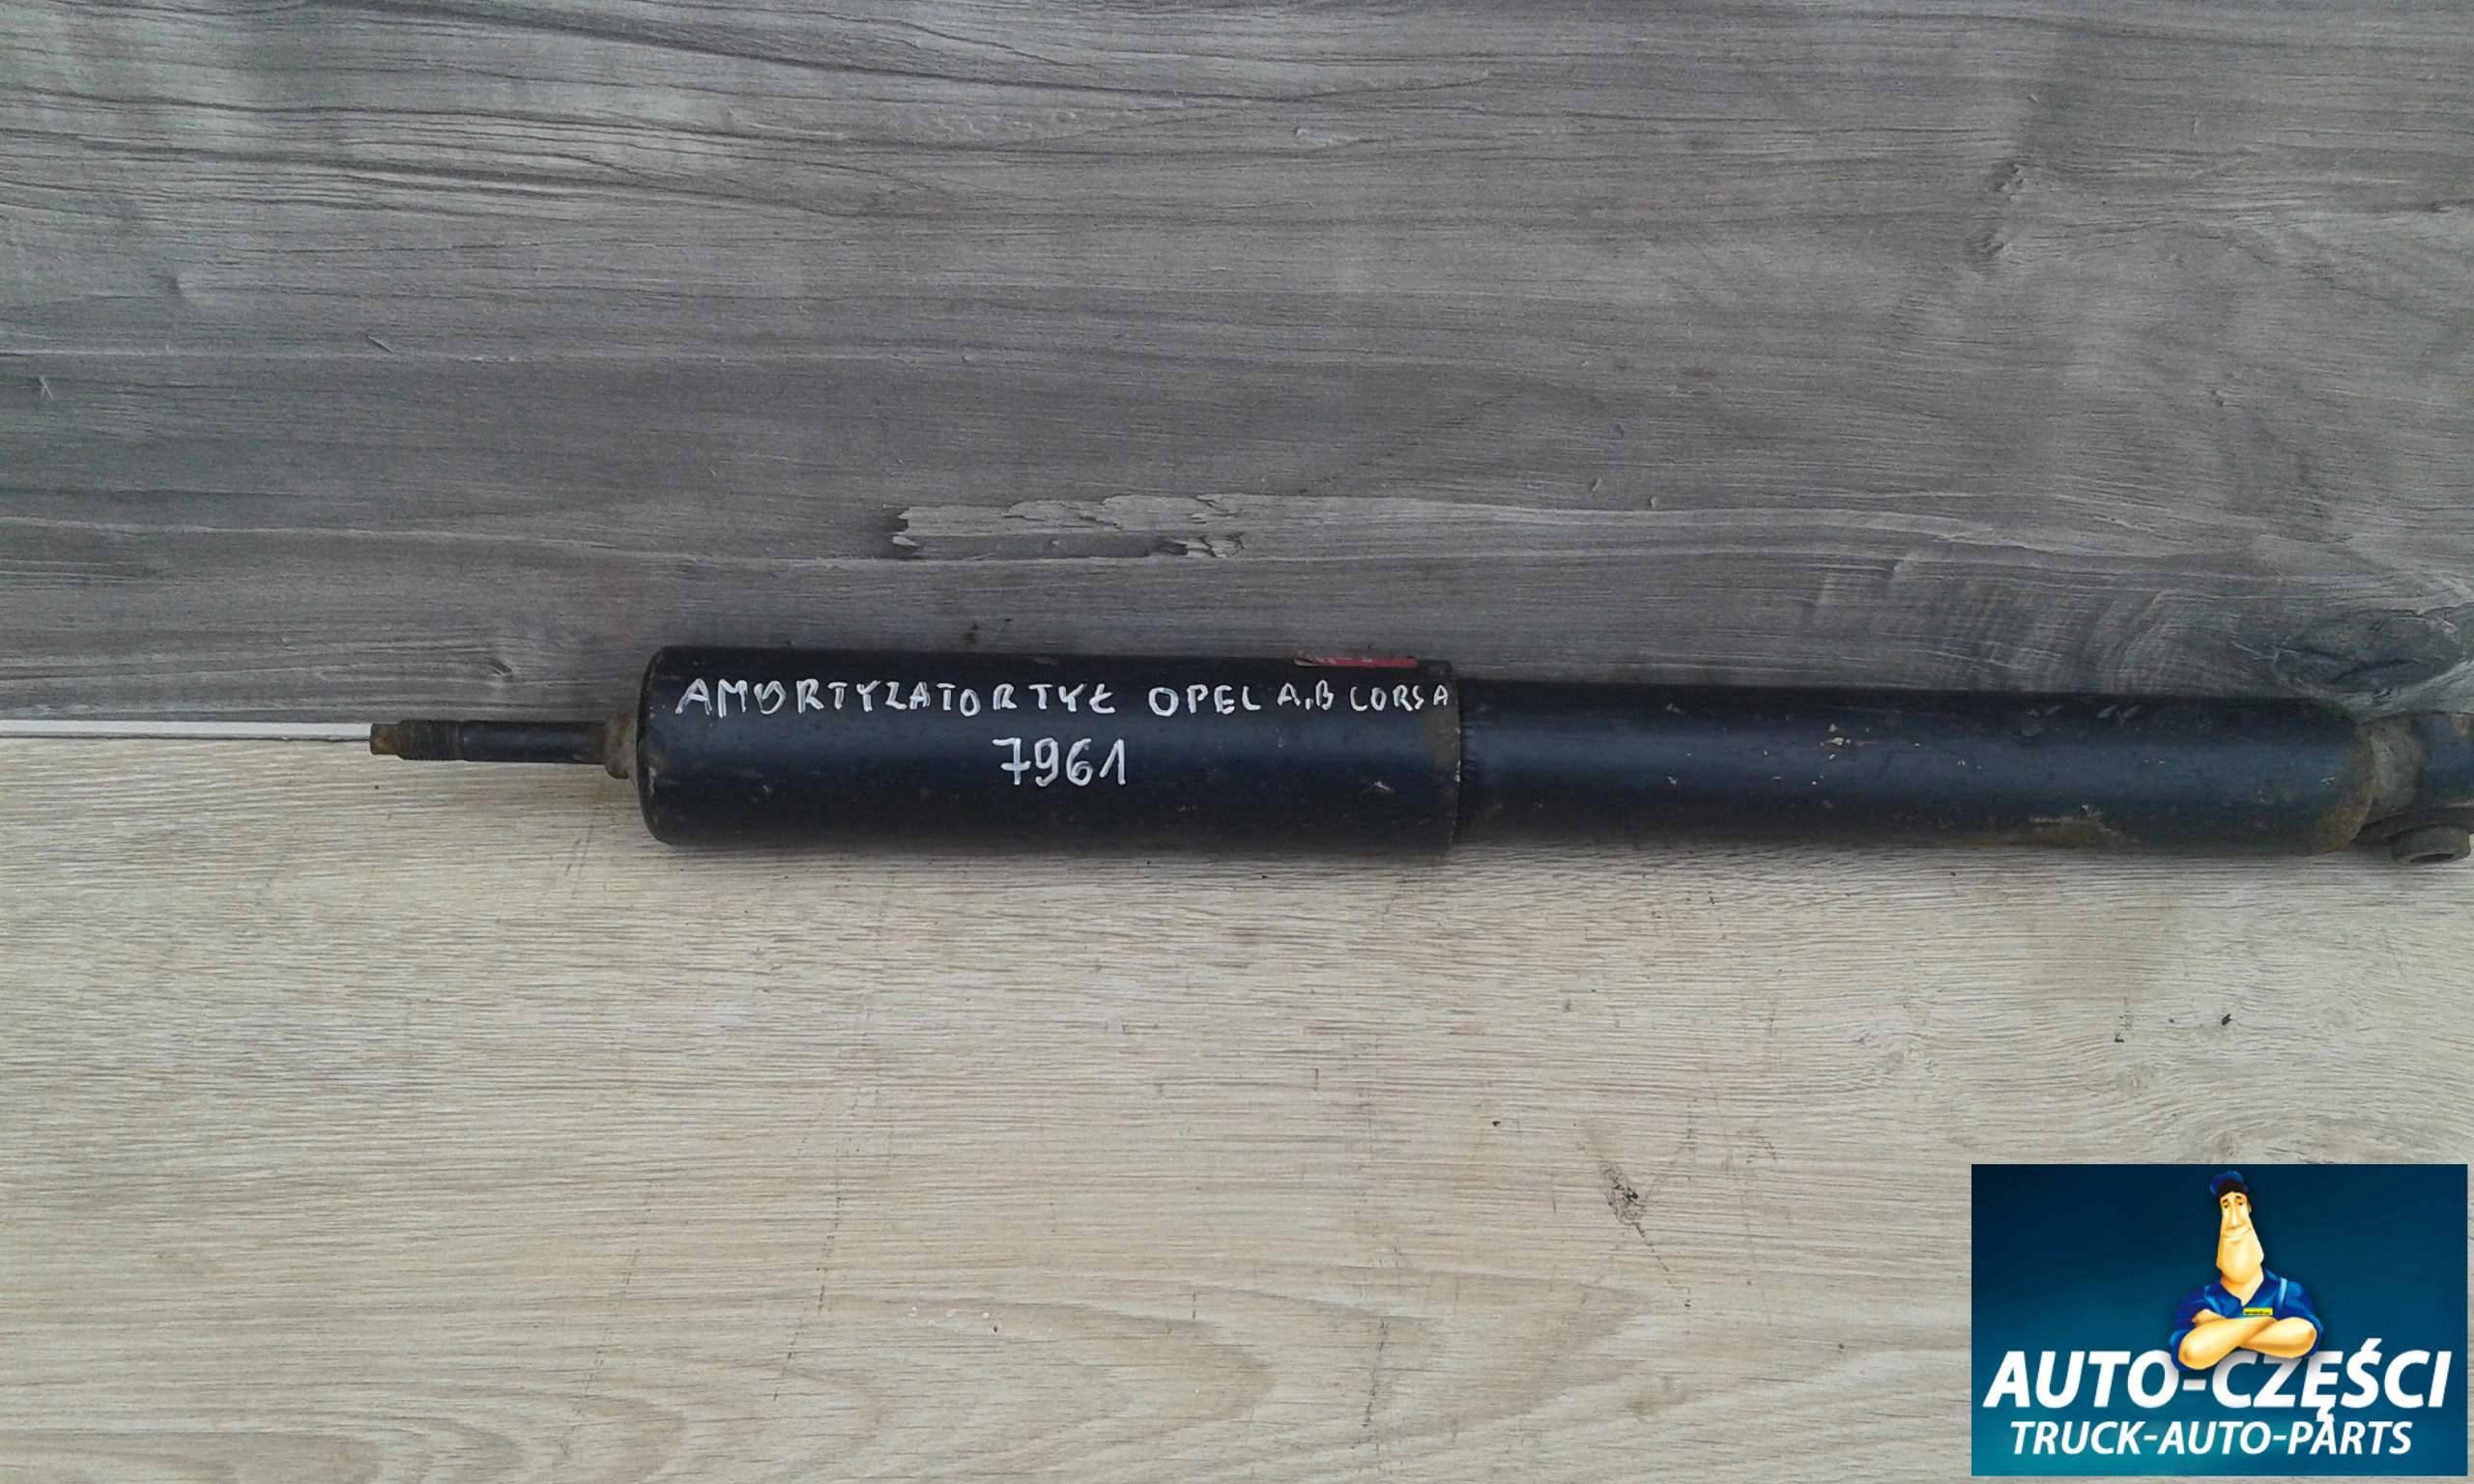 AMORTYZATOR TYŁ OPEL A,B CORSA
7961
AUTO-CZĘŚCI
TRUCK-AUTO-PARTS